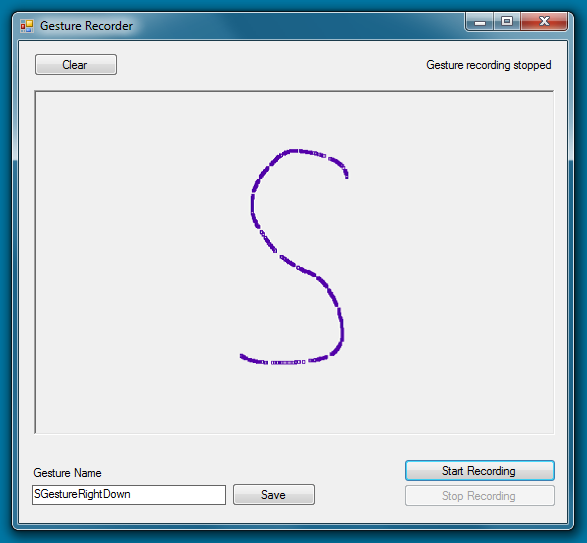 Gesture Recorder
Clear
Gesture recording stopped
S
Gesture Name
SGestureRightDown
Save
Start Recording
Stop Recording